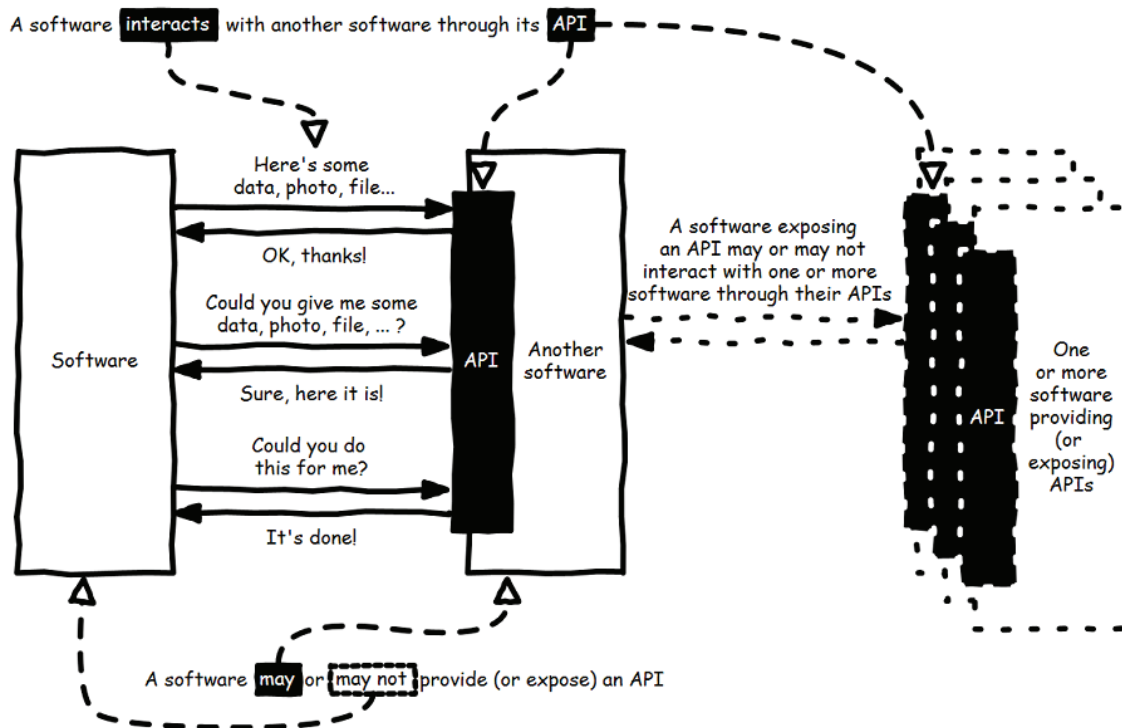 A software interacts with another software through its API
Here's some
data, photo, file...
OK, thanks!
Could you give me some
data, photo, file, ... ?
Sure, here it is!
Could you do
this for me?
It's done!
Software
API
Another
software
A software exposing
an API may or may not
interact with one or more
software through their APIs
API
One
or more
software
providing
(or
exposing)
APIs
A software may or may not provide (or expose) an API